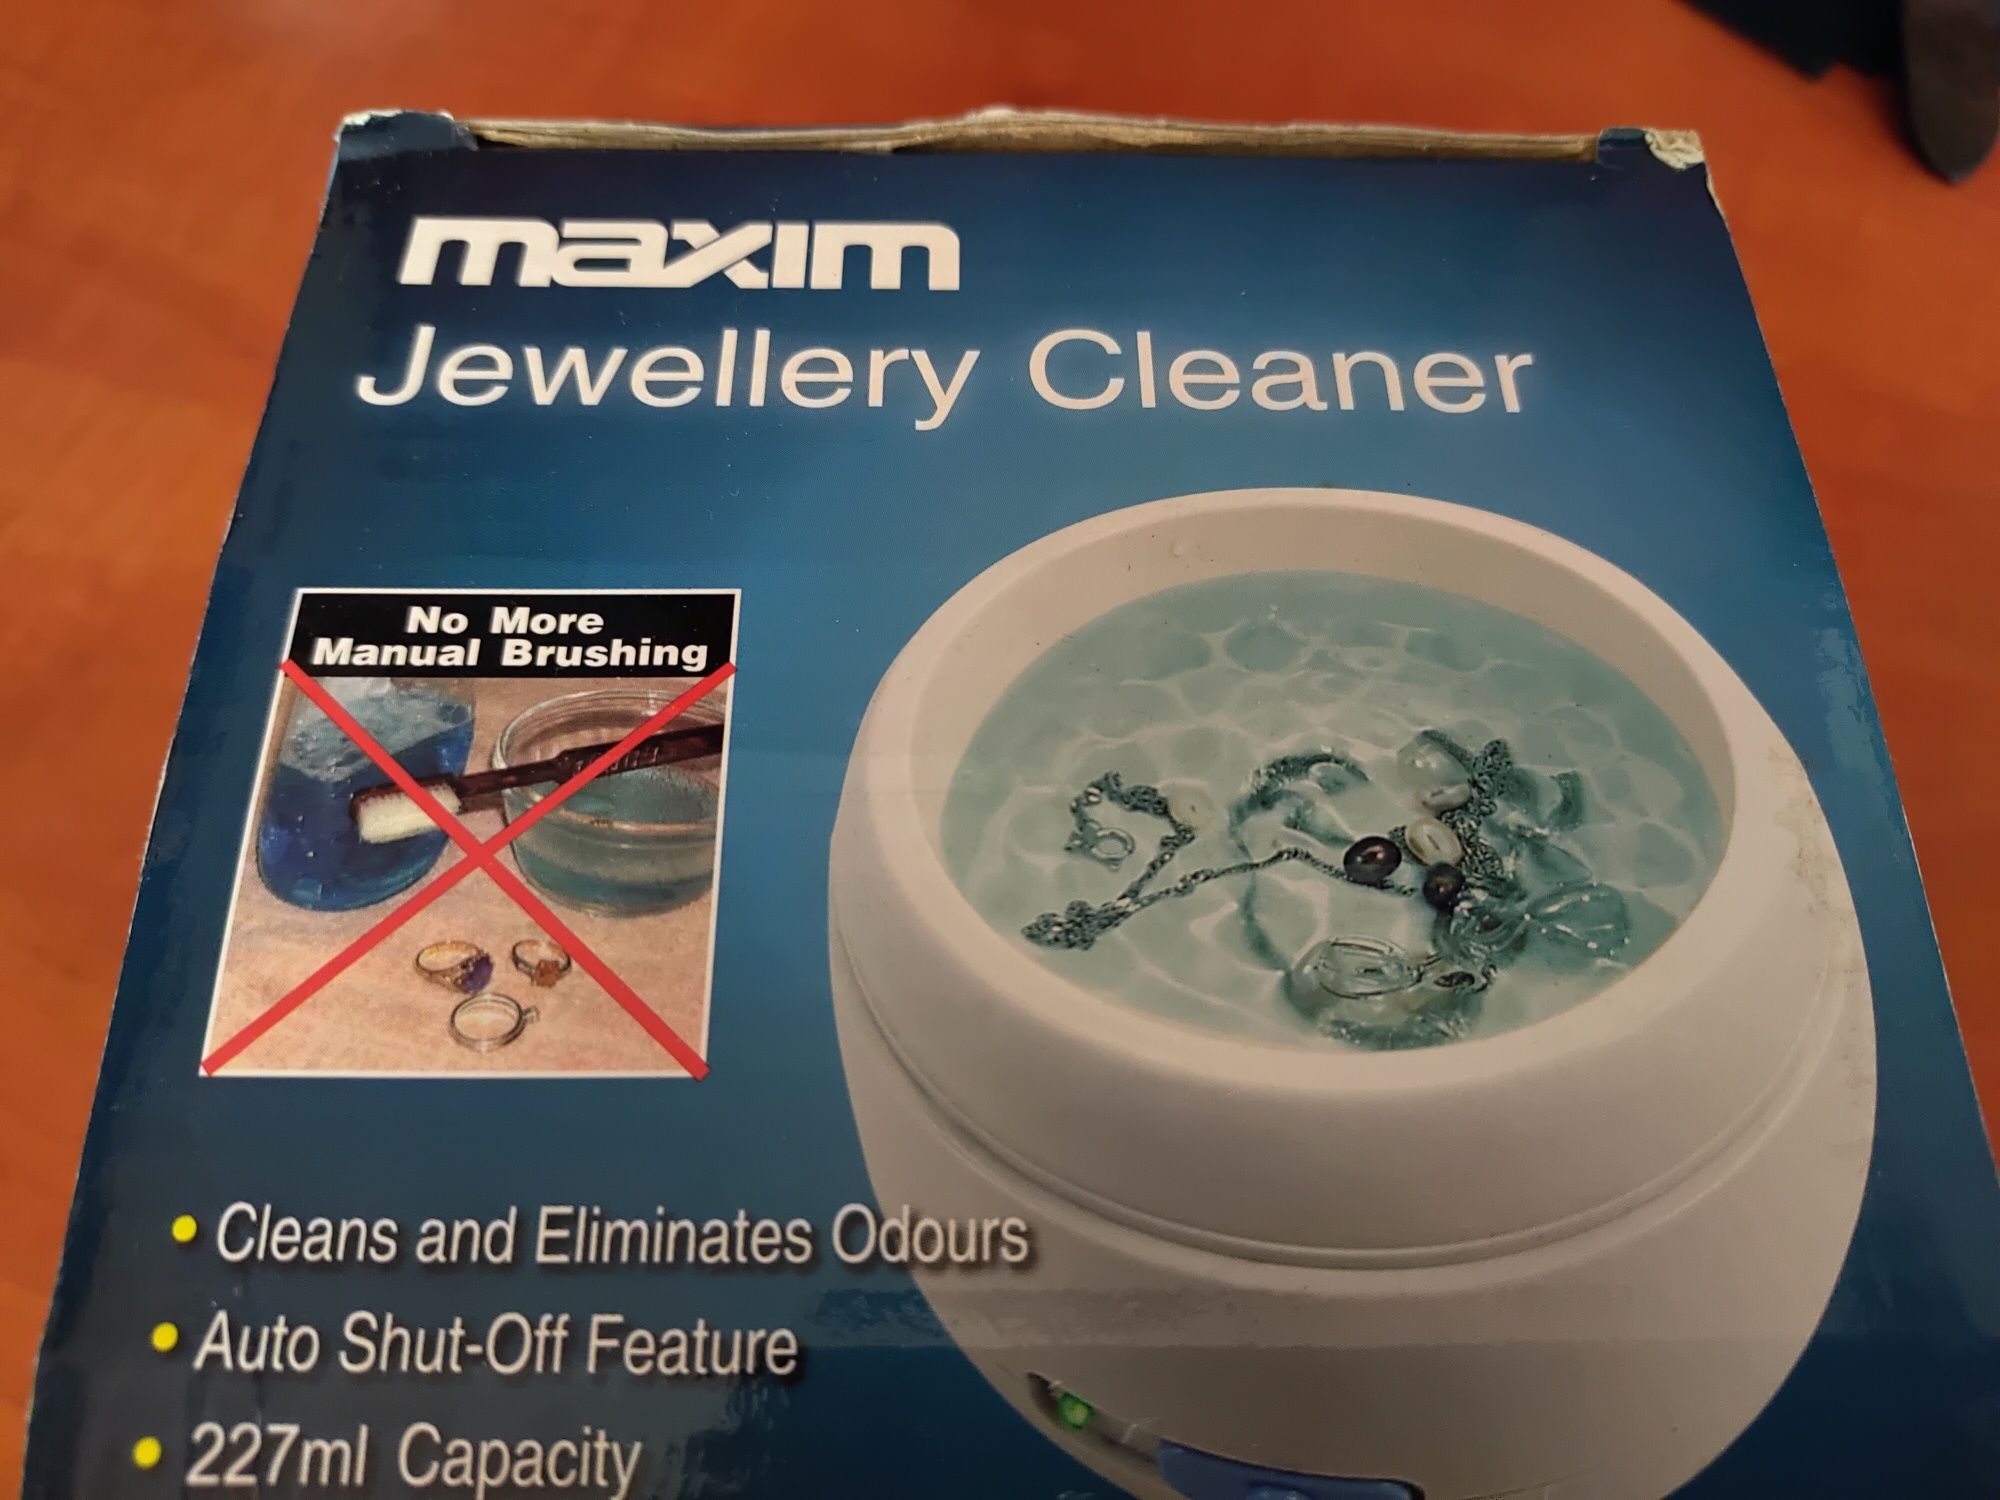 maxim
Jewellery Cleaner
No More
Manual Brushing
• Cleans and Eliminates Odours
• Auto Shut-Off Feature
• 227ml Capacity